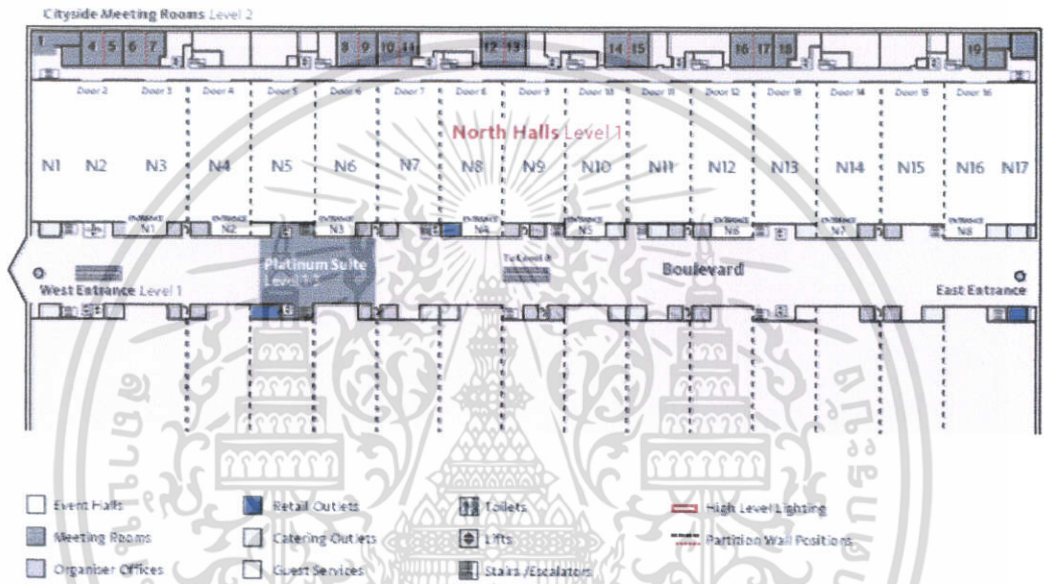 Cityside Meeting Rooms Level 2
1 4 5 6 7 8 9 10 11 12 13 14 15 16 17 18 19
Door 2 Door 3 Door 4 Door 5 Door 6 Door 7 Door 8 Door 9 Door 10 Door 11 Door 12 Door 13 Door 14 Door 15 Door 16
North Halls Level 1
N1 N2 N3 N4 N5 N6 N7 N8 N9 N10 N11 N12 N13 N14 N15 N16 N17
ENTRANCE ENTRANCE ENTRANCE ENTRANCE ENTRANCE ENTRANCE ENTRANCE ENTRANCE
N1 N2 N3 N4 N5 N6 N7 N8
Platinum Suite
Level
To Level
Boulevard
West Entrance Level 1
East Entrance
Event Halls
Retail Outlets
Toilets
High Level Lighting
Meeting Rooms
Catering Outlets
Lifts
Partition Wall Positions
Organiser Offices
Guest Services
Stairs /Escalators